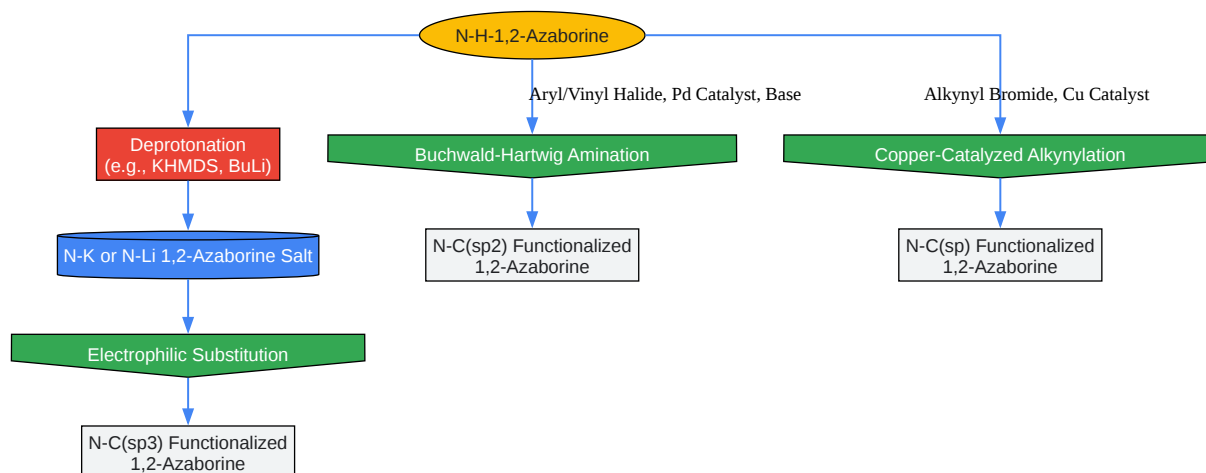 N-H-1,2-Azaborine
Aryl/Vinyl Halide, Pd Catalyst, Base
Alkynyl Bromide, Cu Catalyst
Deprotonation
(e.g., KHMDS, BuLi)
Buchwald-Hartwig Amination
Copper-Catalyzed Alkynylation
N-K or N-Li 1,2-Azaborine Salt
N-C(sp2) Functionalized
1,2-Azaborine
N-C(sp) Functionalized
1,2-Azaborine
Electrophilic Substitution
N-C(sp3) Functionalized
1,2-Azaborine